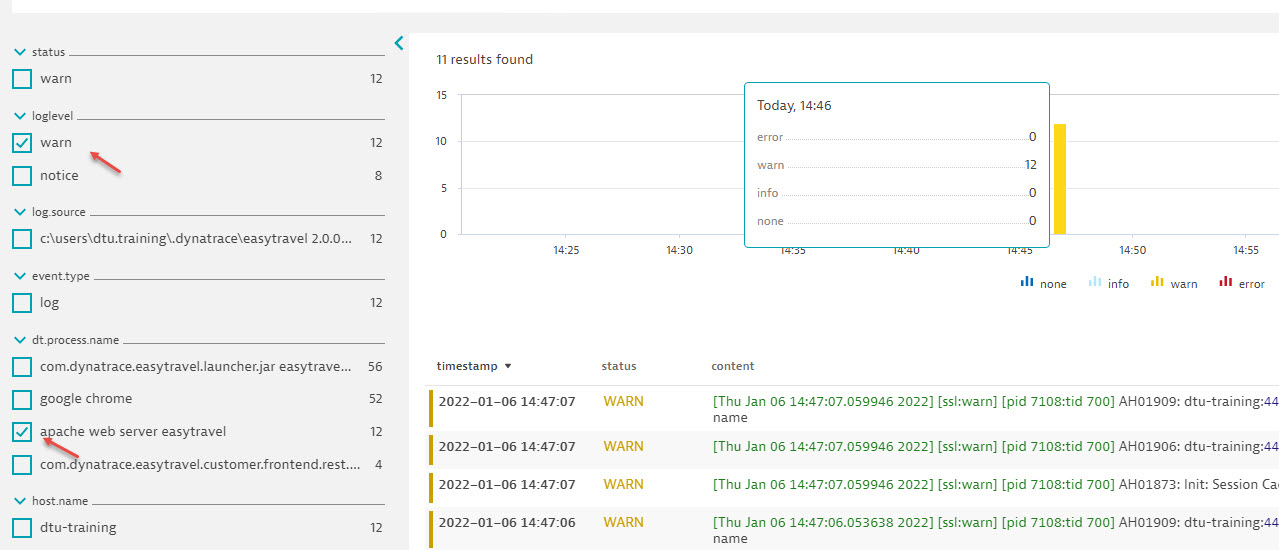 status
warn 12
loglevel
warn 12
notice 8
log.source
c:\users\dtu.training\.dynatrace\easytravel 2.0.0... 12
event.type
log 12
dt.process.name
com.dynatrace.easytravel.launcher.jar easytrave... 56
google chrome 52
apache web server easytravel 12
com.dynatrace.easytravel.customer.frontend.rest.... 4
host.name
dtu-training 12
11 results found
15
10
5
0
Today, 14:46
error 0
warn 12
info 0
none 0
14:25 14:30 14:35 14:40 14:45 14:50 14:55
none info warn error
timestamp status content
2022-01-06 14:47:07 WARN [Thu Jan 06 14:47:07.059946 2022] [ssl:warn] [pid 7108:tid 700] AH01909: dtu-training:44
name
2022-01-06 14:47:07 WARN [Thu Jan 06 14:47:07.059946 2022] [ssl:warn] [pid 7108:tid 700] AH01906: dtu-training:44
2022-01-06 14:47:07 WARN [Thu Jan 06 14:47:07.059946 2022] [ssl:warn] [pid 7108:tid 700] AH01873: Init: Session Ca
2022-01-06 14:47:06 WARN [Thu Jan 06 14:47:06.053638 2022] [ssl:warn] [pid 7108:tid 700] AH01909: dtu-training:44
name